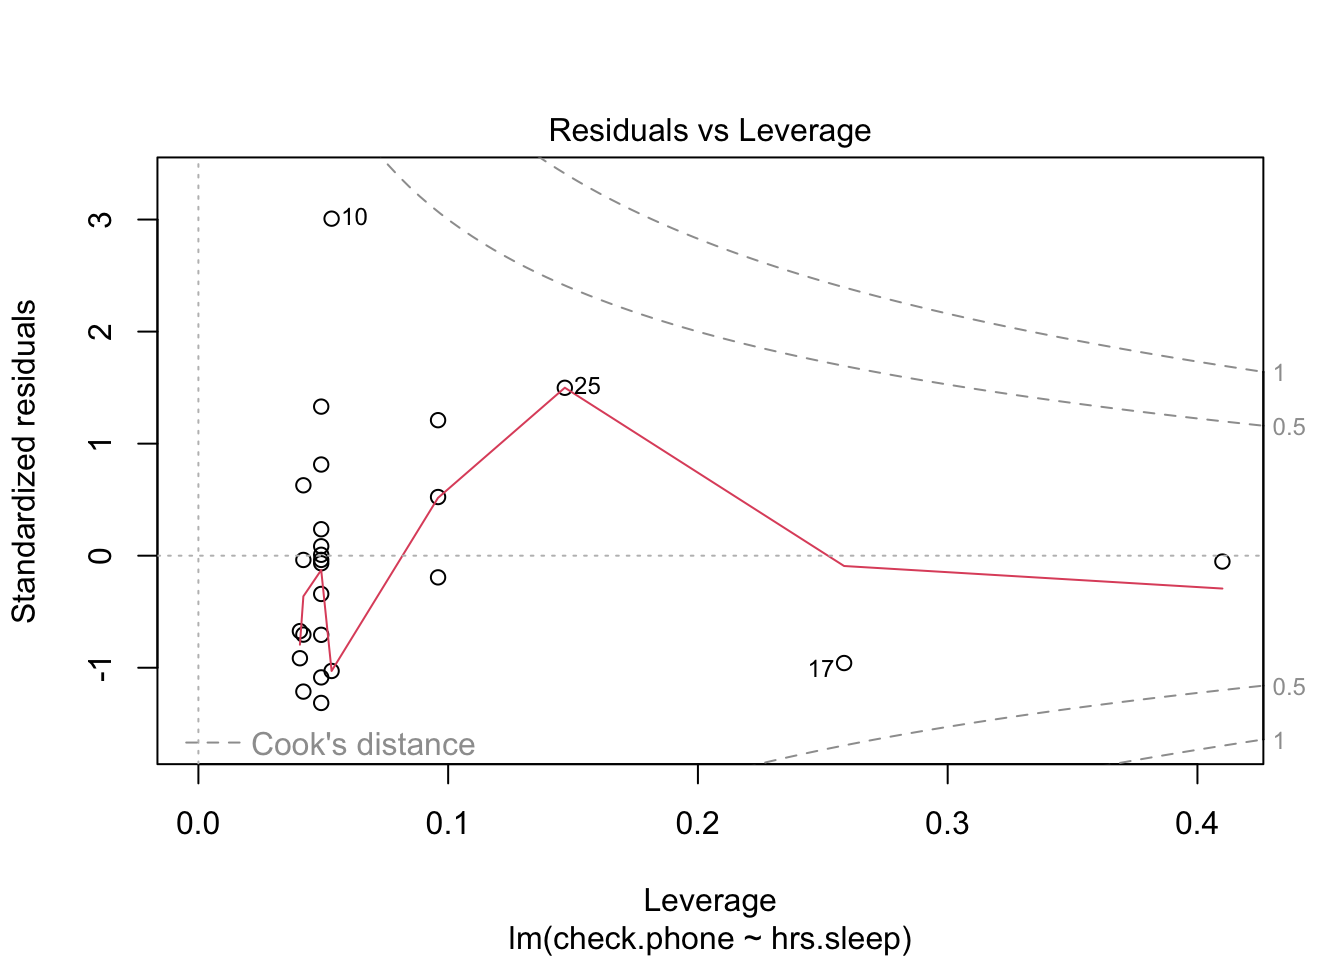 Residuals vs Leverage
Standardized residuals
3
2
1
0
-1
10
25
17
1
0.5
0.5
1
Cook's distance
0.0 0.1 0.2 0.3 0.4
Leverage
lm(check.phone ~ hrs.sleep)